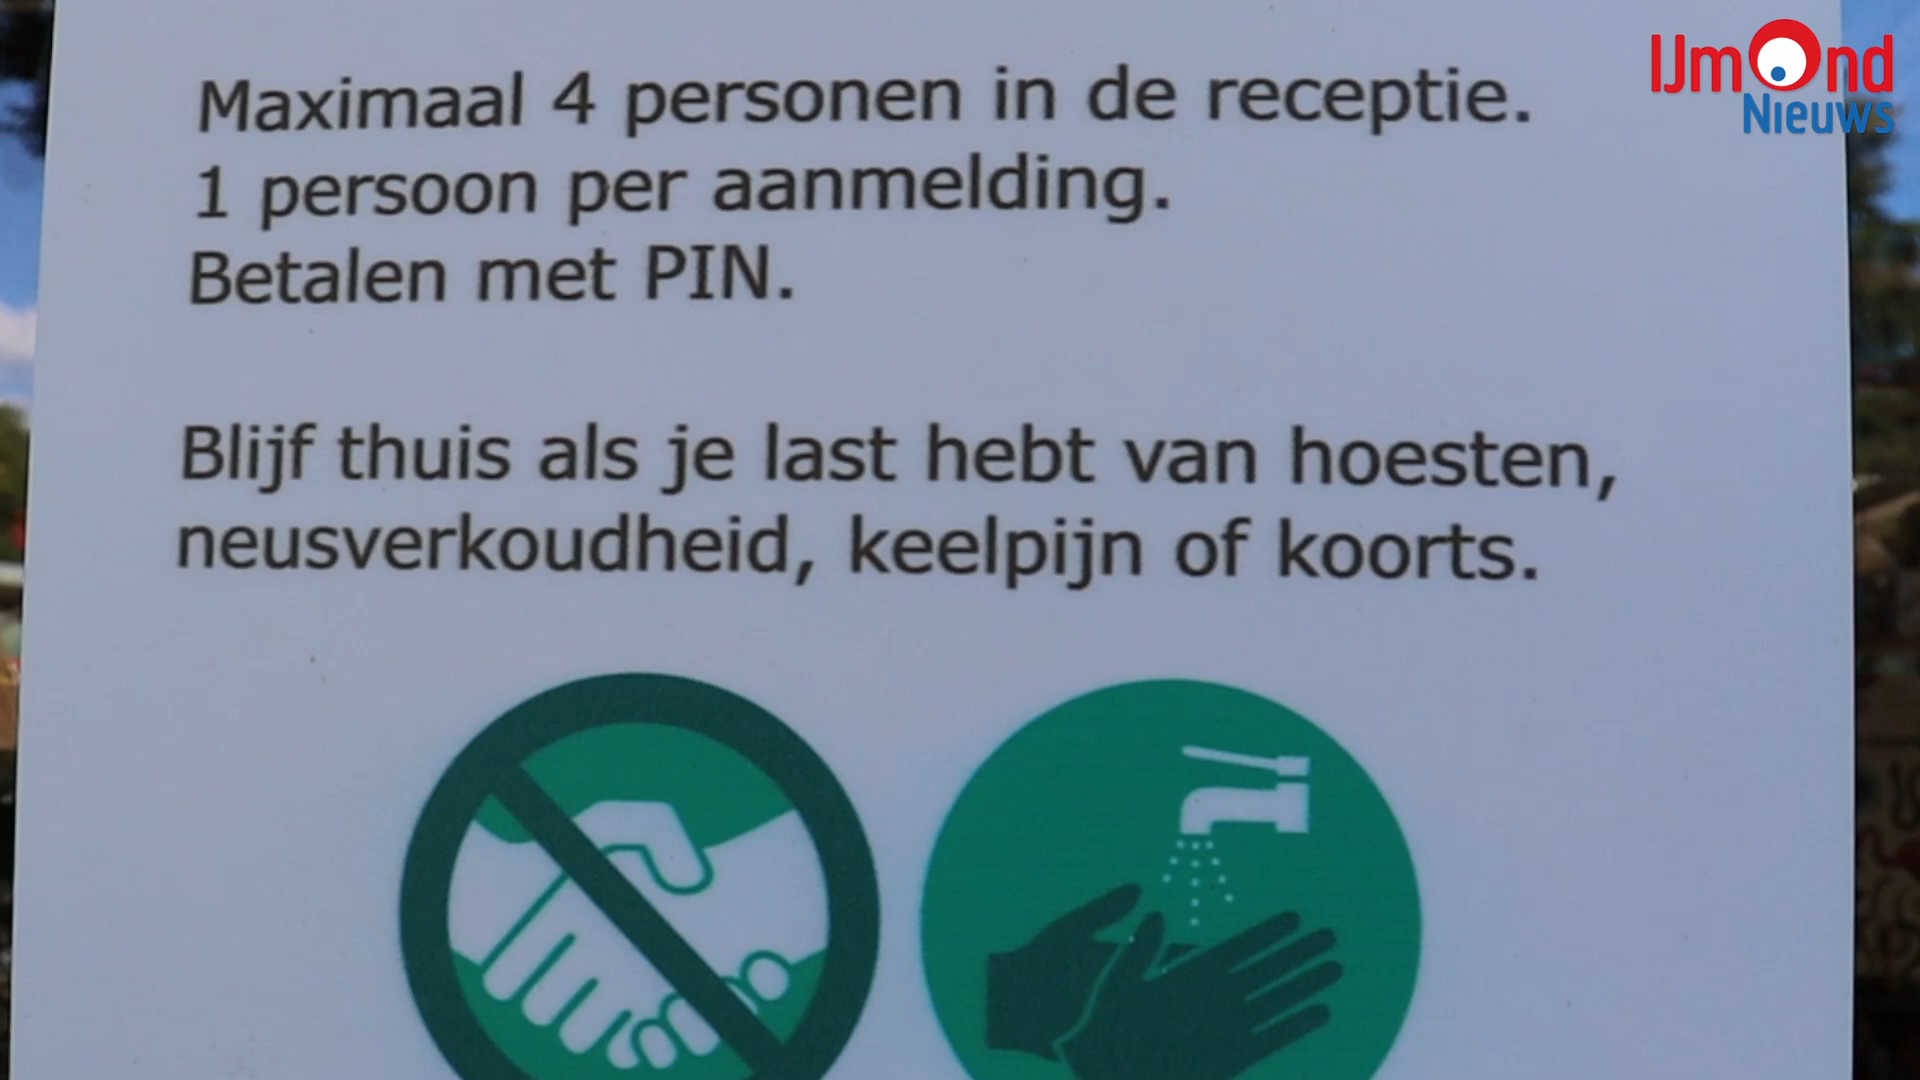 IJmond
Nieuws
Maximaal 4 personen in de receptie.
1 persoon per aanmelding.
Betalen met PIN.
Blijf thuis als je last hebt van hoesten,
neusverkoudheid, keelpijn of koorts.